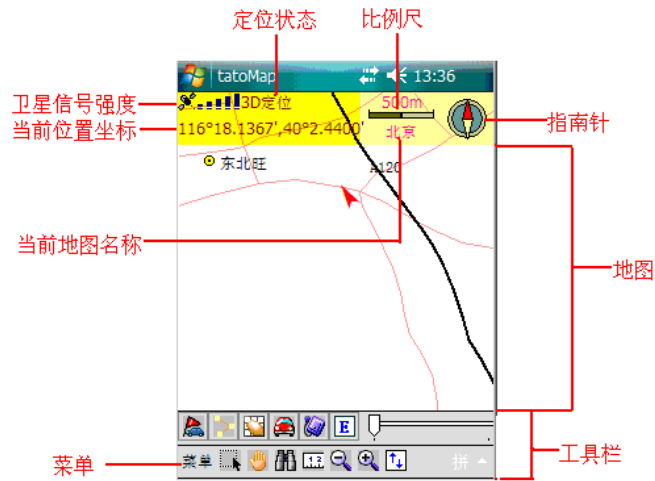 定位状态 比例尺
tatoMap 13:36
卫星信号强度 3D定位 500m
当前位置坐标 116°18.1367',40°2.4400' 北京 指南针
东北旺 A120
当前地图名称
地图
E
菜单 菜单 1 2 拼 工具栏